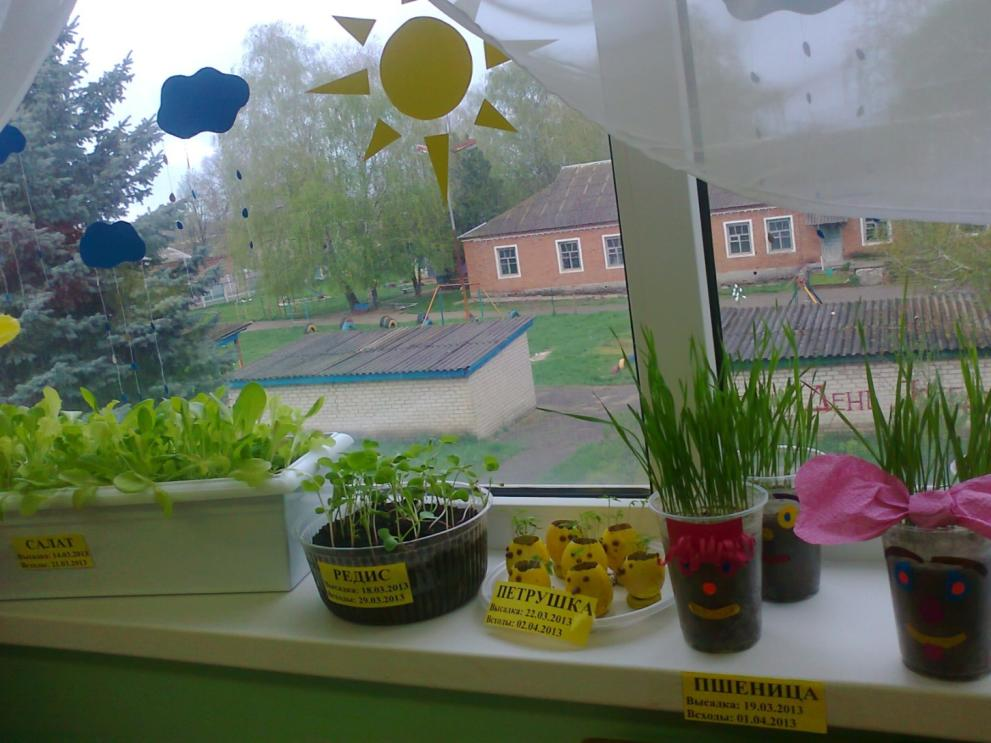 САЛАТ
Высадка: 14.03.2013
Всходы: 21.03.2013
РЕДИС
Высадка: 18.03.2013
Всходы: 29.03.2013
ПЕТРУШКА
Высадка: 22.03.2013
Всходы: 02.04.2013
ПШЕНИЦА
Высадка: 19.03.2013
Всходы: 01.04.2013
ДЕНЬ